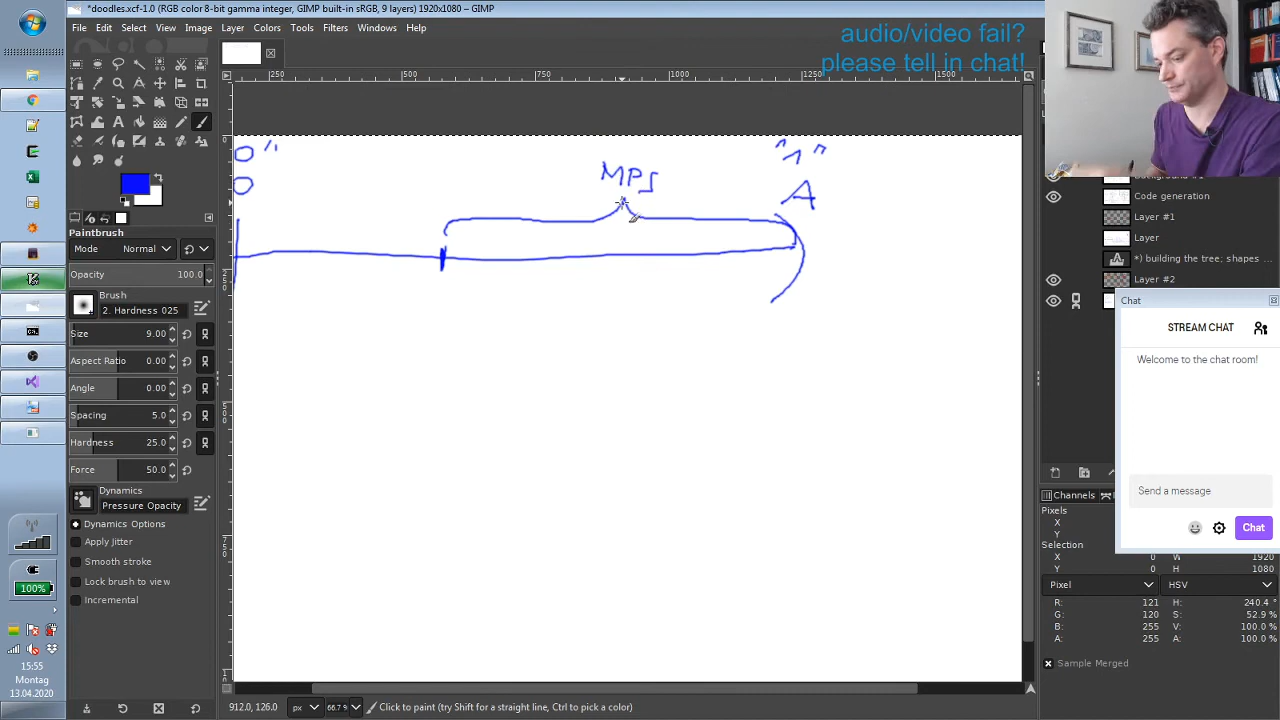 *doodles.xcf-1.0 (RGB color 8-bit gamma integer, GIMP built-in sRGB, 9 layers) 1920x1080 – GIMP
File Edit Select View Image Layer Colors Tools Filters Windows Help
audio/video fail?
please tell in chat!
250 500 750 1000 1250 1500
0"
0
MPS
"1"
A
Paintbrush
Mode Normal
Opacity 100.0
Brush
2. Hardness 025
Size 9.00
Aspect Ratio 0.00
Angle 0.00
Spacing 5.0
Hardness 25.0
Force 50.0
Dynamics
Pressure Opacity
Dynamics Options
Apply jitter
Smooth stroke
Lock brush to view
Incremental
100%
15:55
Montag
13.04.2020
912.0, 126.0 px 66.7 % Click to paint (try Shift for a straight line, Ctrl to pick a color)
Code generation
Layer #1
Layer
*) building the tree; shapes ...
Layer #2
Chat
STREAM CHAT
Welcome to the chat room!
Send a message
Chat
Channels
Pixels
X
Y
Selection
X 0 W 1920
Y 0 H 1080
Pixel HSV
R: 121 H: 240.4 °
G: 120 S: 52.9 %
B: 255 V: 100.0 %
A: 255 A: 100.0 %
Sample Merged